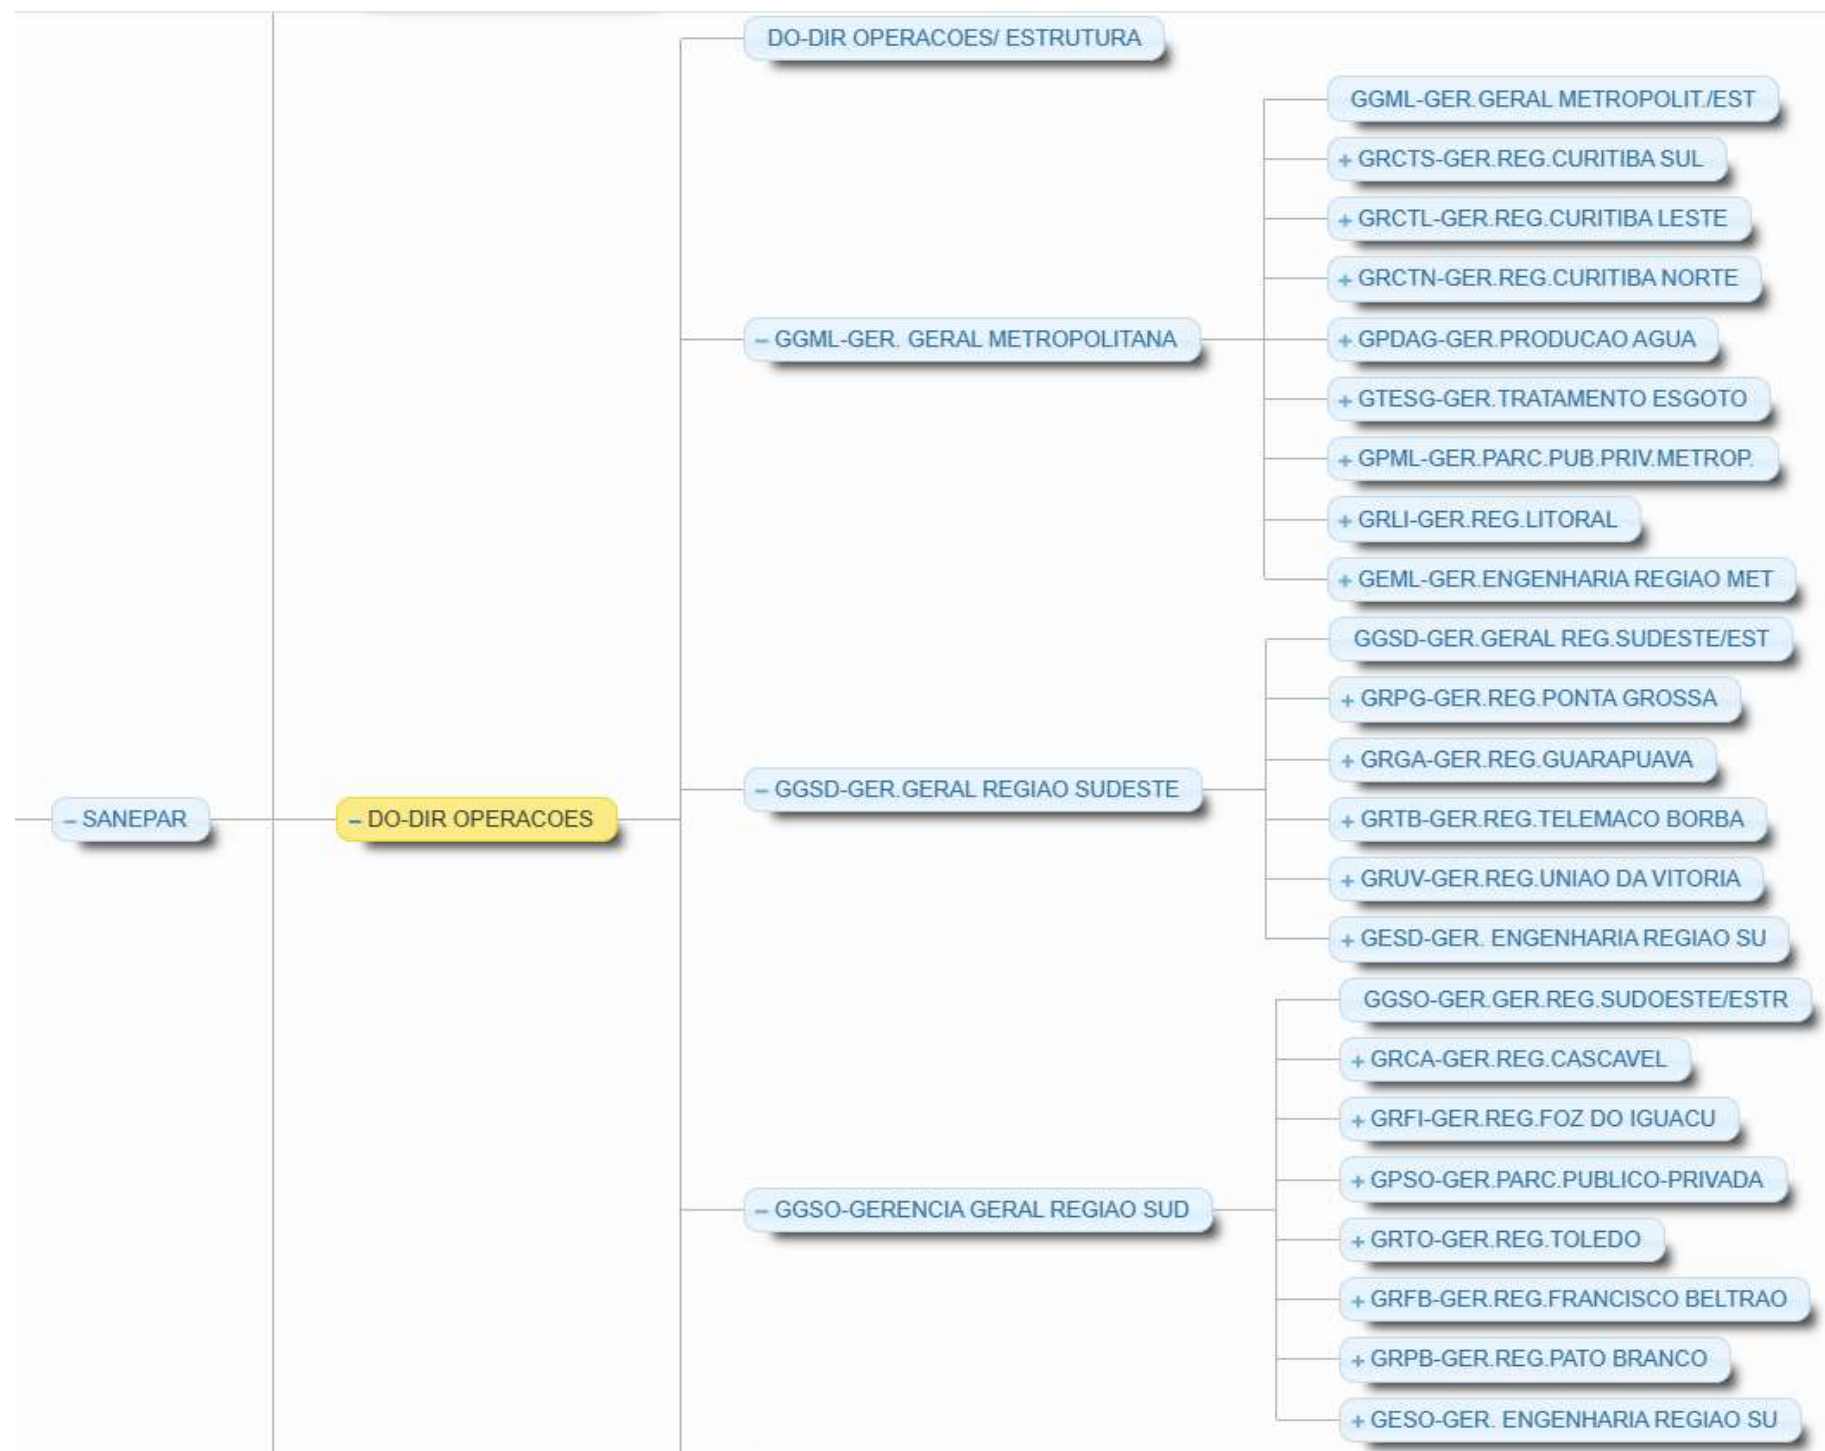 DO-DIR OPERACOES/ ESTRUTURA
GGML-GER.GERAL METROPOLIT./EST
+ GRCTS-GER.REG.CURITIBA SUL
+ GRCTL-GER.REG.CURITIBA LESTE
+ GRCTN-GER.REG.CURITIBA NORTE
– GGML-GER. GERAL METROPOLITANA
+ GPDAG-GER.PRODUCAO AGUA
+ GTESG-GER.TRATAMENTO ESGOTO
+ GPML-GER.PARC.PUB.PRIV.METROP.
+ GRLI-GER.REG.LITORAL
+ GEML-GER.ENGENHARIA REGIAO MET
GGSD-GER.GERAL REG.SUDESTE/EST
+ GRPG-GER.REG.PONTA GROSSA
+ GRGA-GER.REG.GUARAPUAVA
– GGSD-GER.GERAL REGIAO SUDESTE
– SANEPAR
– DO-DIR OPERACOES
+ GRTB-GER.REG.TELEMACO BORBA
+ GRUV-GER.REG.UNIAO DA VITORIA
+ GESD-GER. ENGENHARIA REGIAO SU
GGSO-GER.GER.REG.SUDOESTE/ESTR
+ GRCA-GER.REG.CASCAVEL
+ GRFI-GER.REG.FOZ DO IGUACU
+ GPSO-GER.PARC.PUBLICO-PRIVADA
– GGSO-GERENCIA GERAL REGIAO SUD
+ GRTO-GER.REG.TOLEDO
+ GRFB-GER.REG.FRANCISCO BELTRAO
+ GRPB-GER.REG.PATO BRANCO
+ GESO-GER. ENGENHARIA REGIAO SU